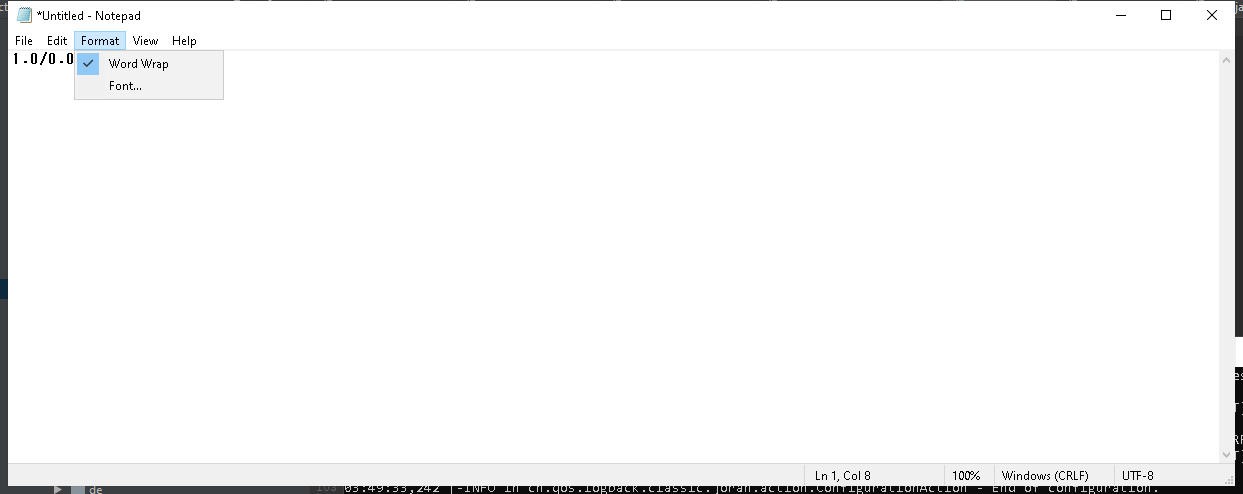 *Untitled - Notepad
File Edit Format View Help
1.0/0.0
Word Wrap
Font...
Ln 1, Col 8 100% Windows (CRLF) UTF-8
de
03:49:33,242 |-INFO in ch.qos.logback.classic.joran.action.ConfigurationAction - End of configuration.